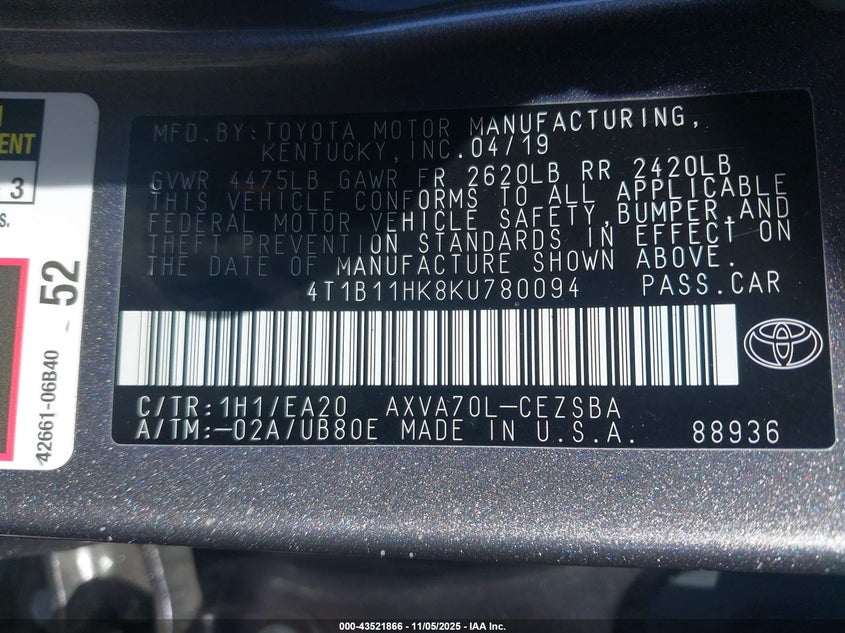 ENT
3
S.
52
42661-06B40
MFD.BY:TOYOTA MOTOR MANUFACTURING,
KENTUCKY,INC.04/19
GVWR 4475LB GAWR FR 2620LB RR 2420LB
THIS VEHICLE CONFORMS TO ALL APPLICABLE
FEDERAL MOTOR VEHICLE SAFETY,BUMPER,AND
THEFT PREVENTION STANDARDS IN EFFECT ON
THE DATE OF MANUFACTURE SHOWN ABOVE.
4T1B11HK8KU780094 PASS.CAR
C/TR:1H1/EA20 AXVA70L-CEZSBA
A/TM:-02A/UB80E MADE IN U.S.A. 88936
000-43521866 - 11/05/2025 - IAA Inc.